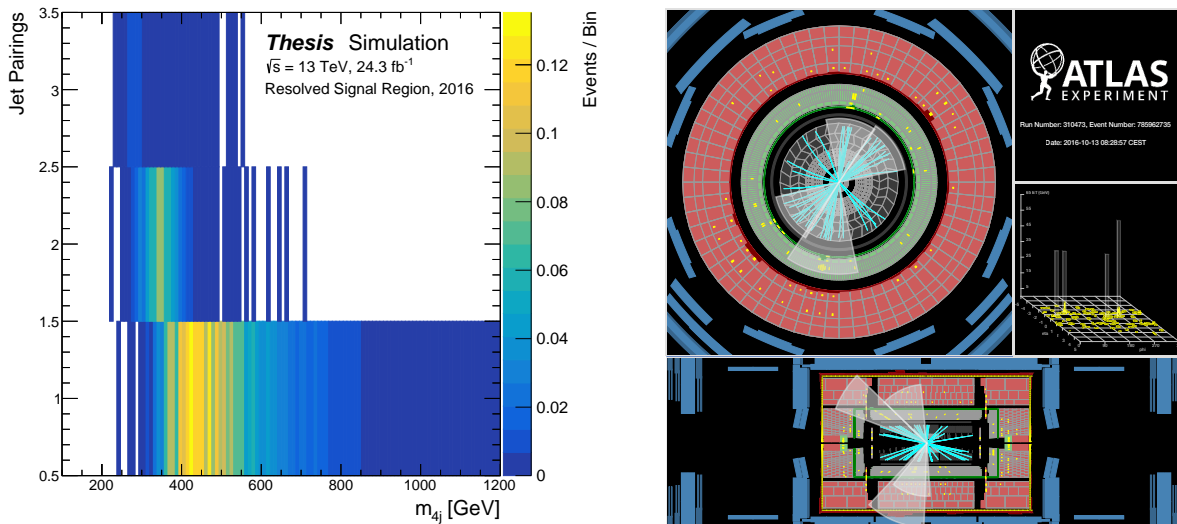 Jet Pairings
3.5
3
2.5
2
1.5
1
0.5
Thesis Simulation
√s = 13 TeV, 24.3 fb-1
Resolved Signal Region, 2016
200
400
600
800
1000
1200
m4j [GeV]
Events / Bin
0.12
0.1
0.08
0.06
0.04
0.02
0
ATLAS
EXPERIMENT
Run Number: 310473, Event Number: 785962735
Date: 2016-10-13 08:28:57 CEST